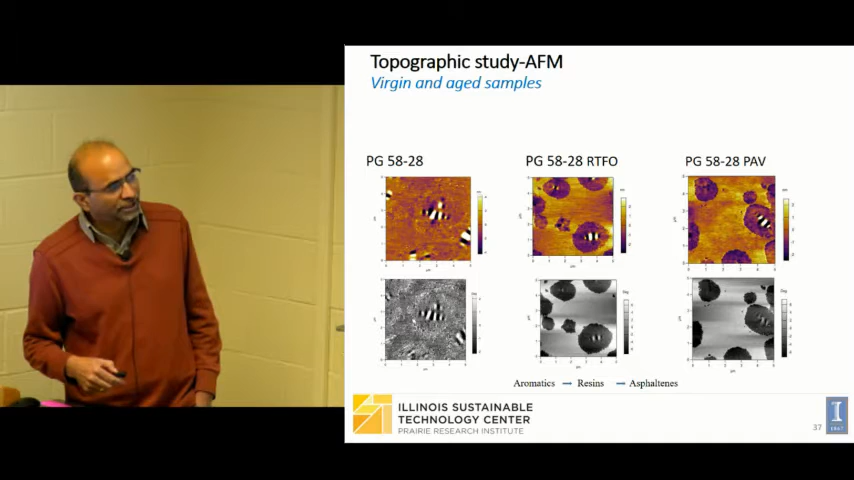 Topographic study-AFM
Virgin and aged samples
PG 58-28
PG 58-28 RTFO
PG 58-28 PAV
Aromatics → Resins → Asphaltenes
ILLINOIS SUSTAINABLE
TECHNOLOGY CENTER
PRAIRIE RESEARCH INSTITUTE
37
I